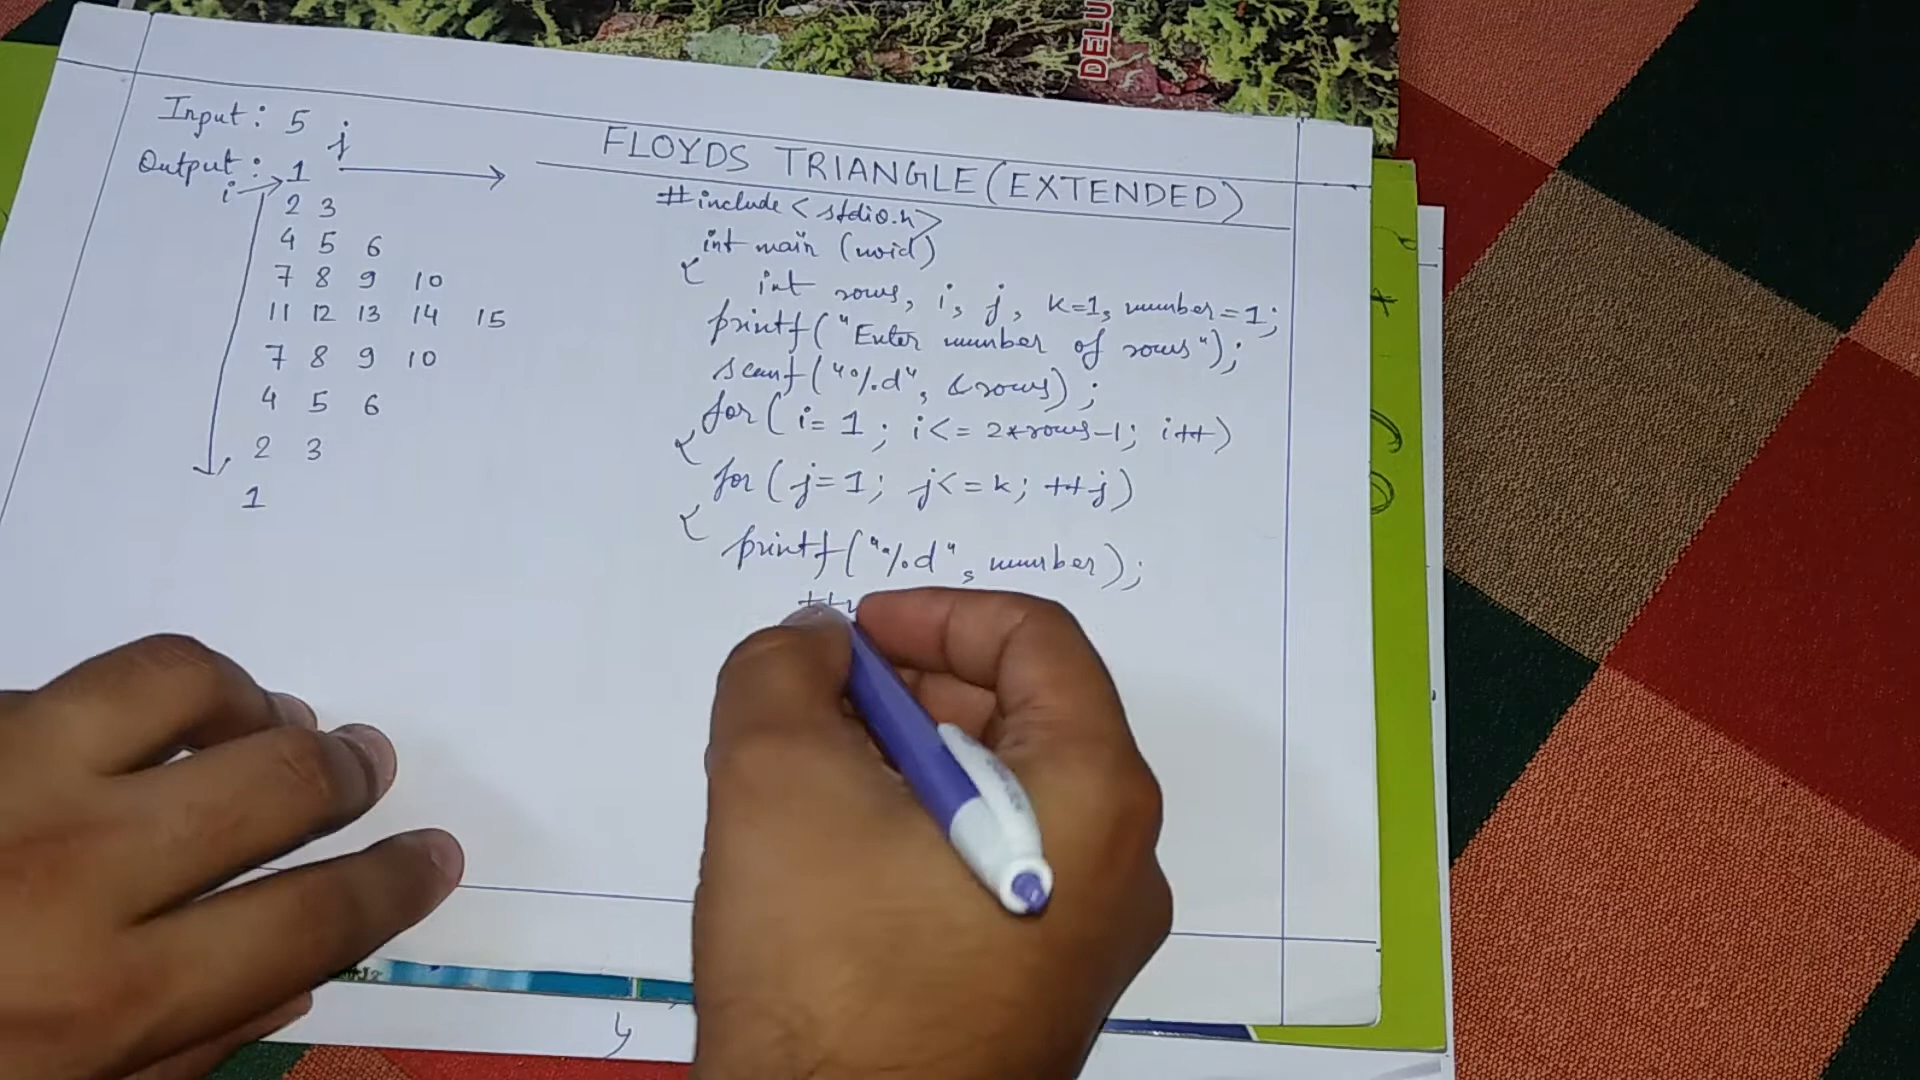 Input: 5
j
Output: 1
i
2 3
4 5 6
7 8 9 10
11 12 13 14 15
7 8 9 10
4 5 6
2 3
1
FLOYDS TRIANGLE (EXTENDED)
#include <stdio.h>
int main (void)
{ int rows, i, j, k=1, number=1;
printf("Enter number of rows");
scanf("%d", &rows);
for( i= 1; i<= 2*rows-1; i++)
{
for (j=1; j<=k; ++j)
{
printf("%d", number);
++n
DELU
y